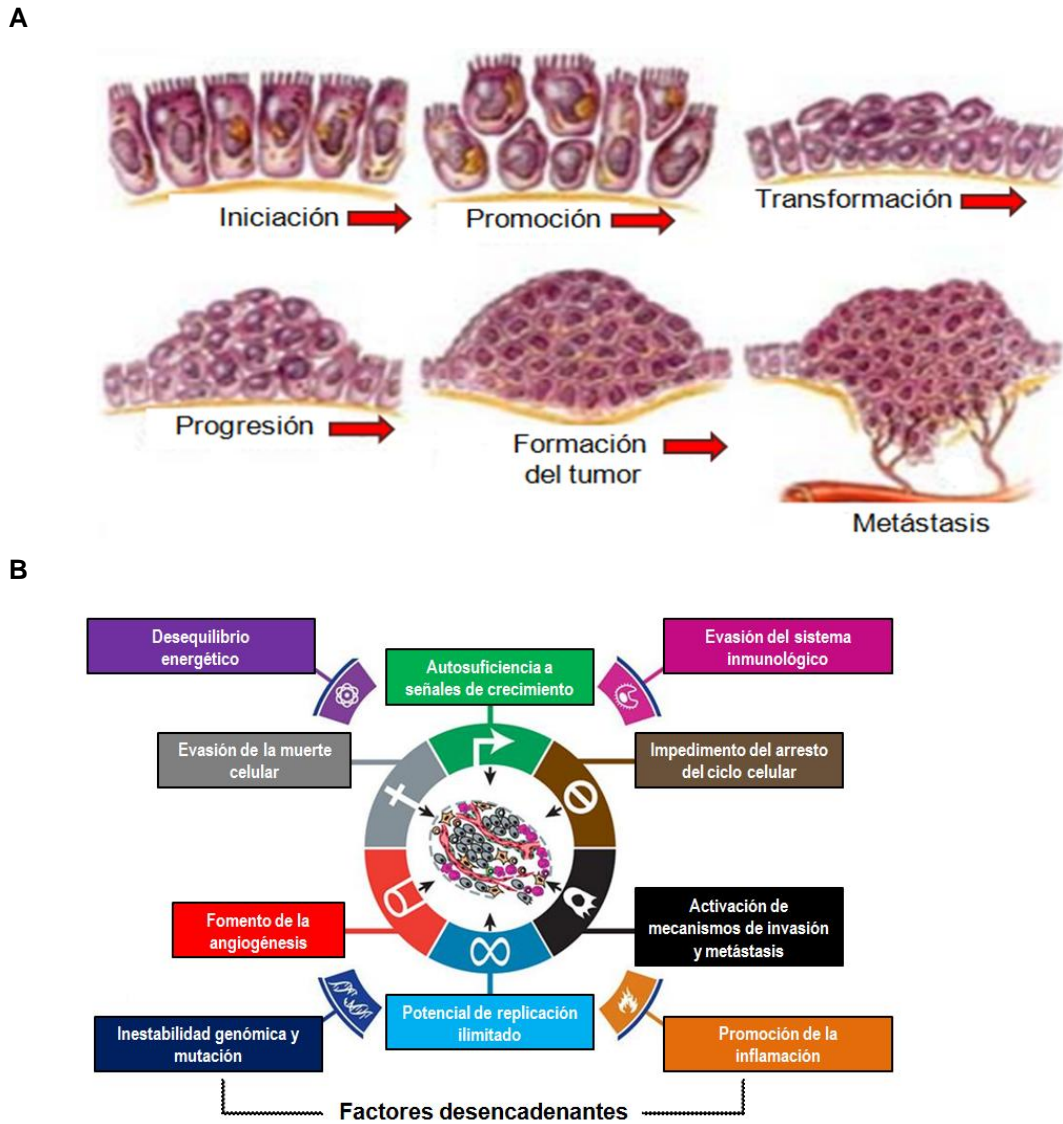 A
Iniciación
Promoción
Transformación
Progresión
Formación
del tumor
Metástasis
B
Desequilibrio
energético
Autosuficiencia a
señales de crecimiento
Evasión del sistema
inmunológico
Evasión de la muerte
celular
Impedimento del arresto
del ciclo celular
Fomento de la
angiogénesis
Activación de
mecanismos de invasión
y metástasis
Inestabilidad genómica y
mutación
Potencial de replicación
ilimitado
Promoción de la
inflamación
Factores desencadenantes